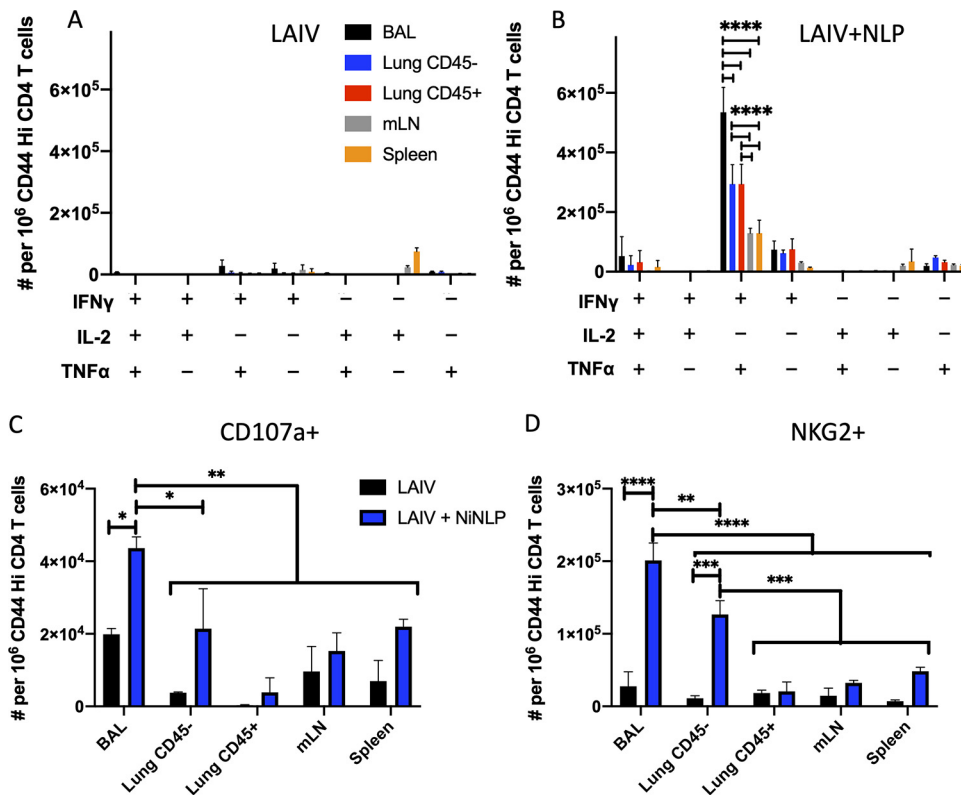 A
LAIV
BAL
Lung CD45-
Lung CD45+
mLN
Spleen
# per 10⁶ CD44 Hi CD4 T cells
6×10⁵
4×10⁵
2×10⁵
0
IFNγ + + + + − − −
IL-2 + + − − + + −
TNFα + − + − + − +
B
LAIV+NLP
****
****
# per 10⁶ CD44 Hi CD4 T cells
6×10⁵
4×10⁵
2×10⁵
0
IFNγ + + + + − − −
IL-2 + + − − + + −
TNFα + − + − + − +
C
CD107a+
LAIV
LAIV + NiNLP
**
*
*
# per 10⁶ CD44 Hi CD4 T cells
6×10⁴
4×10⁴
2×10⁴
0
BAL
Lung CD45-
Lung CD45+
mLN
Spleen
D
NKG2+
****
**
****
***
***
# per 10⁶ CD44 Hi CD4 T cells
3×10⁵
2×10⁵
1×10⁵
0
BAL
Lung CD45-
Lung CD45+
mLN
Spleen